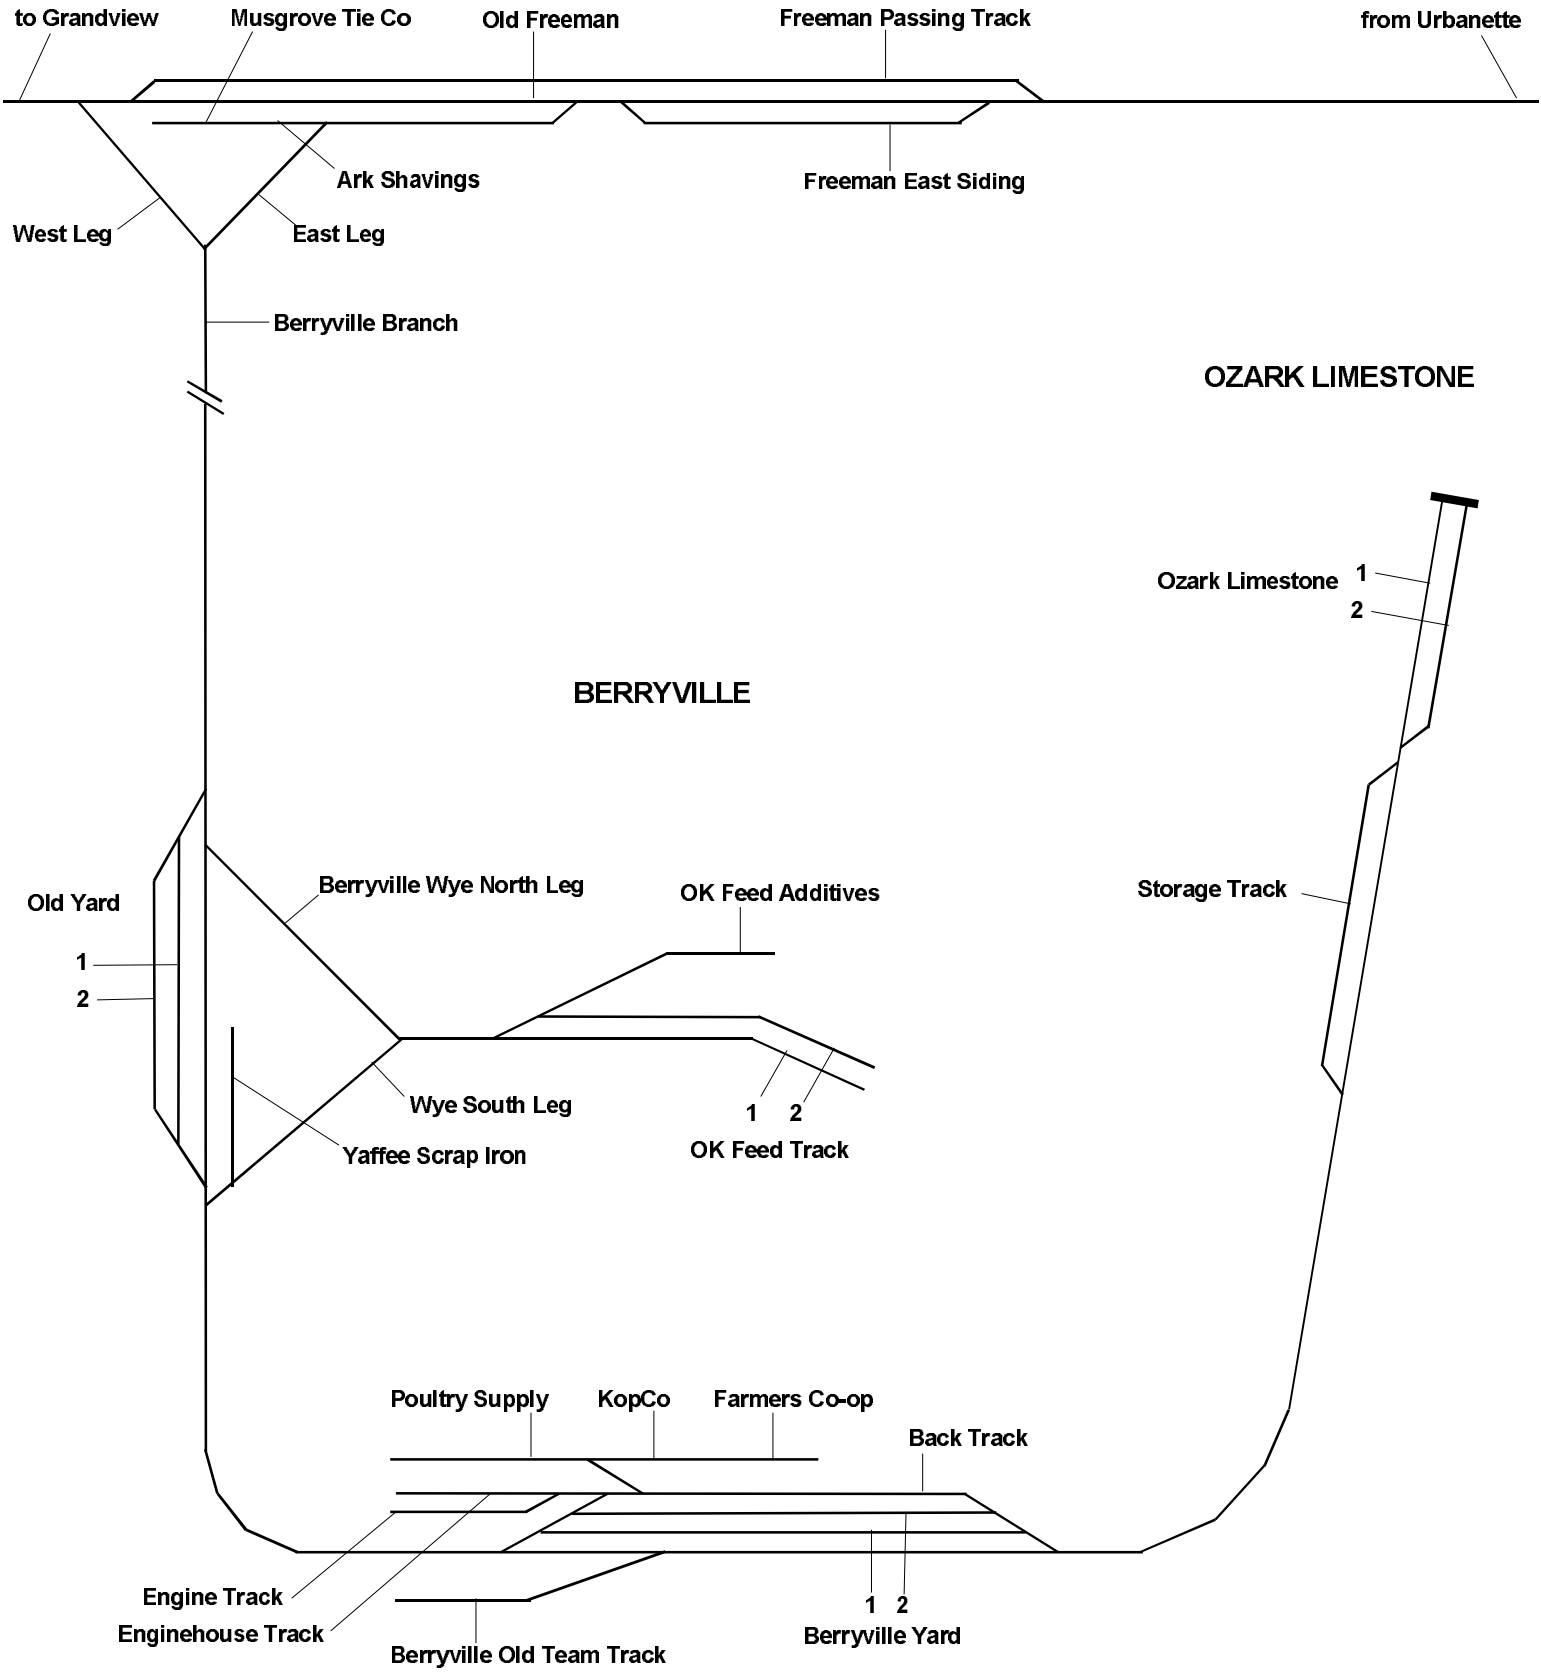 to Grandview
Musgrove Tie Co
Old Freeman
Freeman Passing Track
from Urbanette
Ark Shavings
Freeman East Siding
West Leg
East Leg
Berryville Branch
OZARK LIMESTONE
Ozark Limestone 1
2
BERRYVILLE
Berryville Wye North Leg
OK Feed Additives
Storage Track
Old Yard
1
2
Wye South Leg
1 2
OK Feed Track
Yaffee Scrap Iron
Poultry Supply
KopCo
Farmers Co-op
Back Track
Engine Track
1 2
Enginehouse Track
Berryville Yard
Berryville Old Team Track